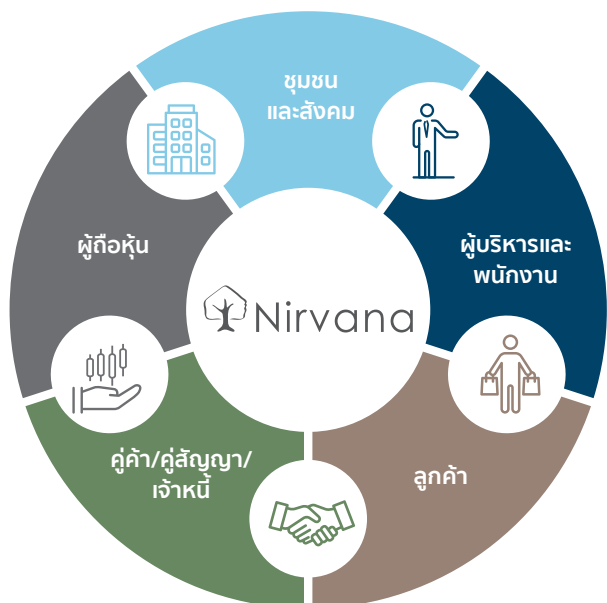 ชุมชน
และสังคม
ผู้บริหารและ
พนักงาน
ลูกค้า
คู่ค้า/คู่สัญญา/
เจ้าหนี้
ผู้ถือหุ้น
Nirvana